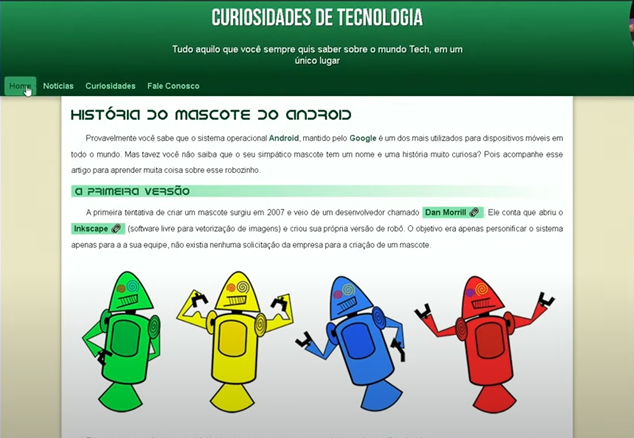 CURIOSIDADES DE TECNOLOGIA
Tudo aquilo que você sempre quis saber sobre o mundo Tech, em um
único lugar
Home Notícias Curiosidades Fale Conosco
HISTÓRIA DO MASCOTE DO ANDROID
Provavelmente você sabe que o sistema operacional Android, mantido pelo Google é um dos mais utilizados para dispositivos móveis em
todo o mundo. Mas tavez você não saiba que o seu simpático mascote tem um nome e uma história muito curiosa? Pois acompanhe esse
artigo para aprender muita coisa sobre esse robozinho.
A PRIMEIRA VERSÃO
A primeira tentativa de criar um mascote surgiu em 2007 e veio de um desenvolvedor chamado Dan Morrill . Ele conta que abriu o
Inkscape (software livre para vetorização de imagens) e criou sua própria versão de robô. O objetivo era apenas personificar o sistema
apenas para a a sua equipe, não existia nenhuma solicitação da empresa para a criação de um mascote.